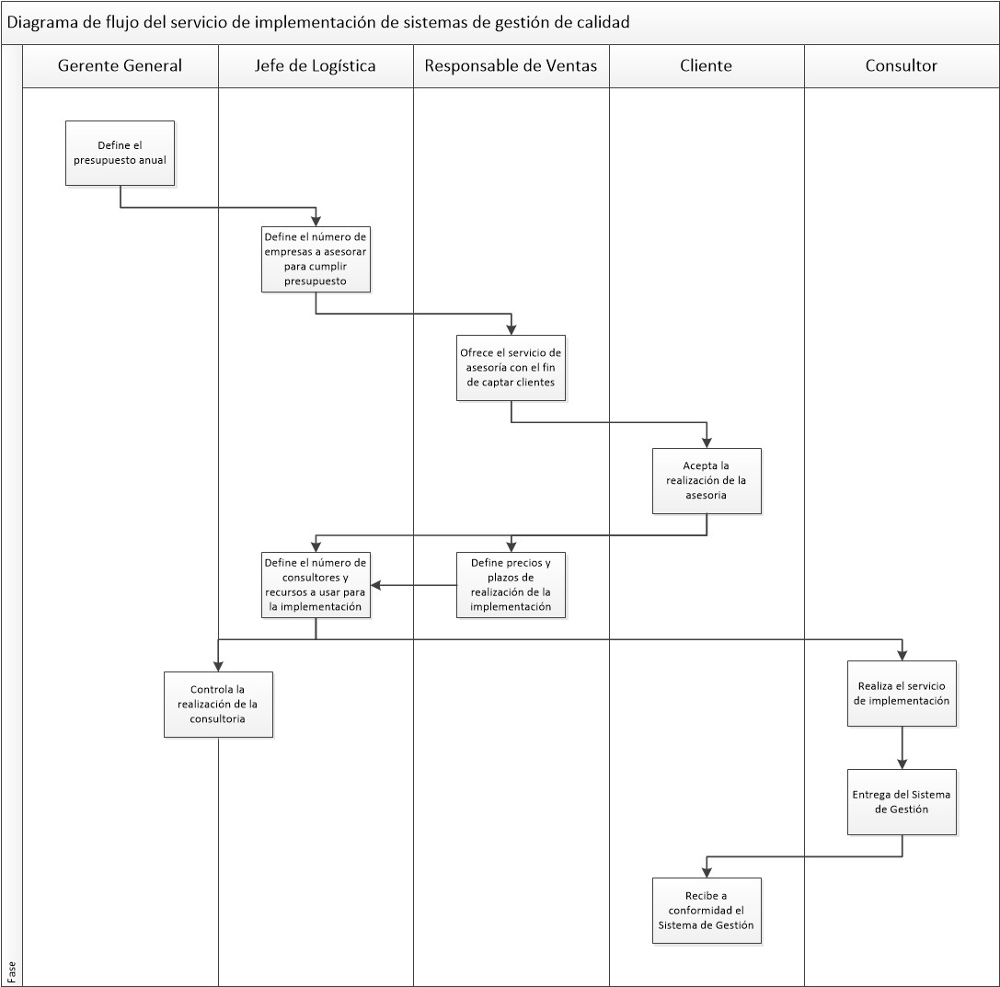 Diagrama de flujo del servicio de implementación de sistemas de gestión de calidad
Gerente General
Jefe de Logística
Responsable de Ventas
Cliente
Consultor
Define el
presupuesto anual
Define el número de
empresas a asesorar
para cumplir
presupuesto
Ofrece el servicio de
asesoría con el fin
de captar clientes
Acepta la
realización de la
asesoria
Define el número de
consultores y
recursos a usar para
la implementación
Define precios y
plazos de
realización de la
implementación
Controla la
realización de la
consultoria
Realiza el servicio
de implementación
Entrega del Sistema
de Gestión
Recibe a
conformidad el
Sistema de Gestión
Fase